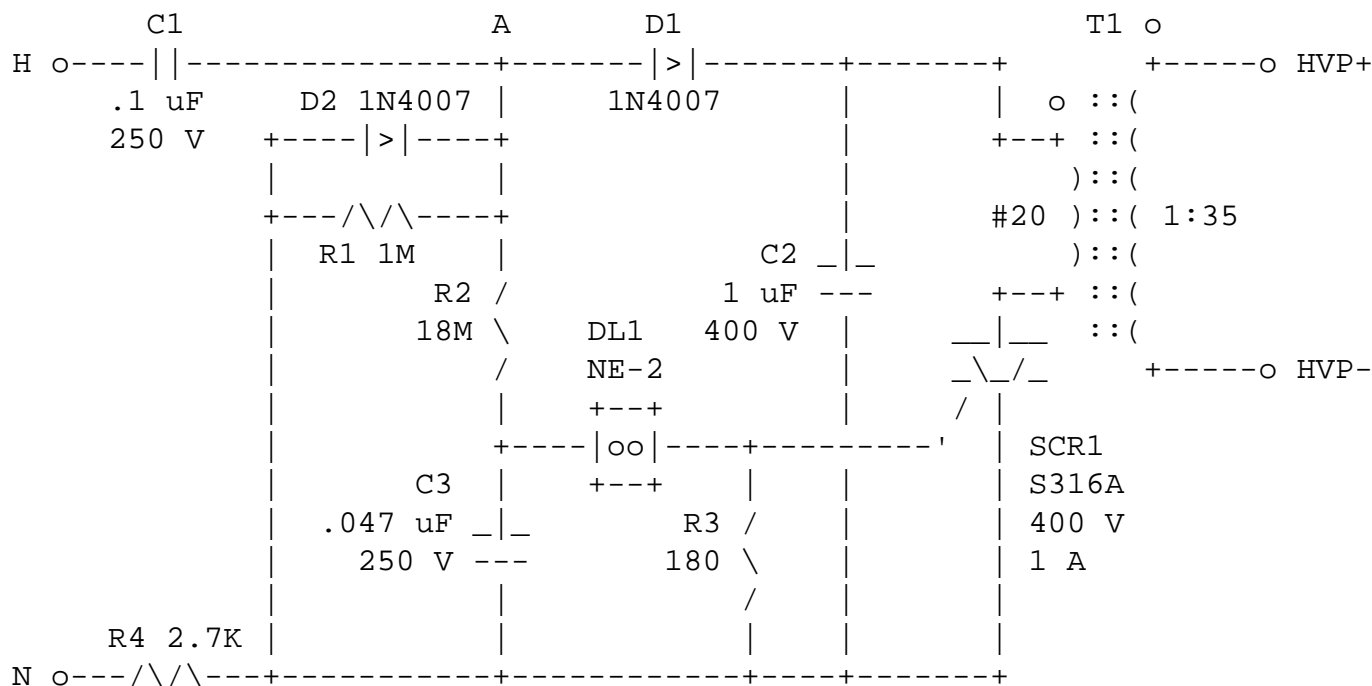 C1 A D1 T1 o
H o----||----------------+-------|>|-------+-------+ +-----o HVP+
.1 uF D2 1N4007 | 1N4007 | | o ::(
250 V +----|>|----+ | +--+ ::(
| | | )::(
+---/\/\----+ | #20 )::( 1:35
| R1 1M | C2 _|_ )::(
| R2 / 1 uF --- +--+ ::(
| 18M \ DL1 400 V | __|__ ::(
| / NE-2 | _\_/_ +-----o HVP-
| | +--+ | / |
| +----|oo|----+---------' | SCR1
| C3 | +--+ | | | S316A
| .047 uF _|_ R3 / | | 400 V
| 250 V --- 180 \ | | 1 A
| | / | |
R4 2.7K | | | | |
N o---/\/\---+-----------+------------+----+-------+